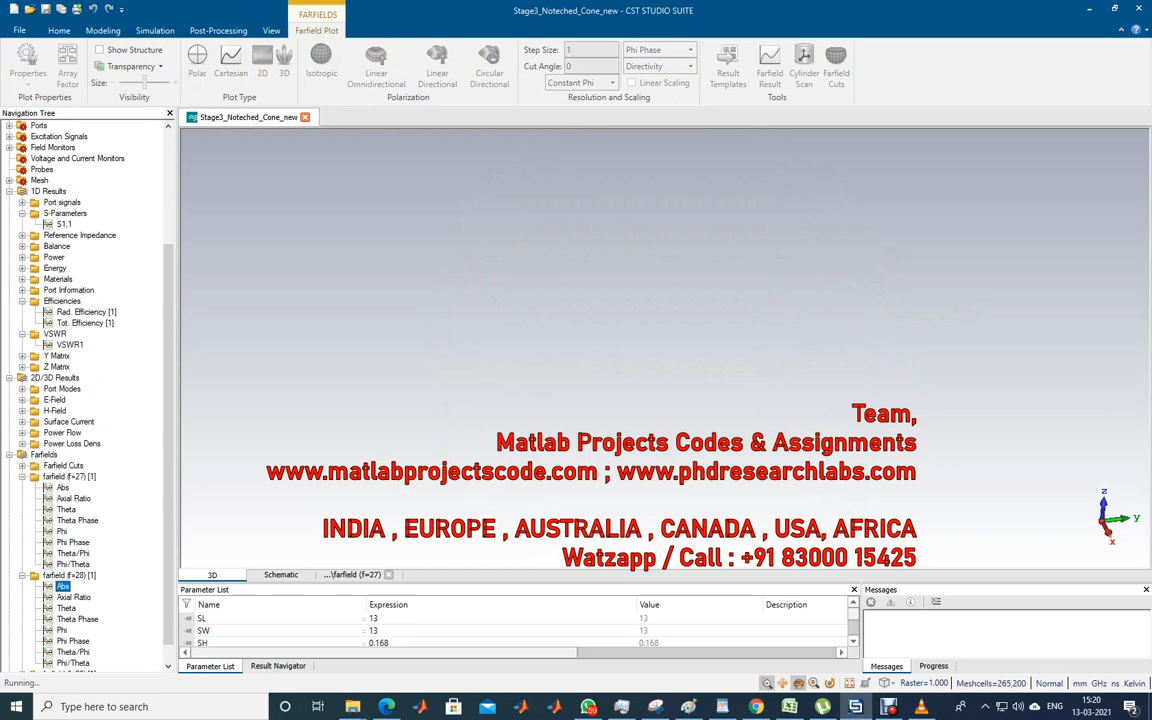 Stage3_Noteched_Cone_new - CST STUDIO SUITE
FARFIELDS
File Home Modeling Simulation Post-Processing View Farfield Plot
Properties
Array Factor
Show Structure
Transparency
Size:
Plot Properties
Visibility
Polar
Cartesian
2D
3D
Plot Type
Isotropic
Linear Omnidirectional
Linear Directional
Circular Directional
Polarization
Step Size: 1
Phi Phase
Cut Angle: 0
Directivity
Constant Phi
Linear Scaling
Resolution and Scaling
Result Templates
Farfield Result
Cylinder Scan
Farfield Cuts
Tools
Navigation Tree
Stage3_Noteched_Cone_new
Ports
Excitation Signals
Field Monitors
Voltage and Current Monitors
Probes
Mesh
1D Results
Port signals
S-Parameters
S1,1
Reference Impedance
Balance
Power
Energy
Materials
Port Information
Efficiencies
Rad. Efficiency [1]
Tot. Efficiency [1]
VSWR
VSWR1
Y Matrix
Z Matrix
2D/3D Results
Port Modes
E-Field
H-Field
Surface Current
Power Flow
Power Loss Dens.
Farfields
Farfield Cuts
farfield (f=27) [1]
Abs
Axial Ratio
Theta
Theta Phase
Phi
Phi Phase
Theta/Phi
Phi/Theta
farfield (f=28) [1]
Abs
Axial Ratio
Theta
Theta Phase
Phi
Phi Phase
Theta/Phi
Phi/Theta
Team,
Matlab Projects Codes & Assignments
www.matlabprojectscode.com ; www.phdresearchlabs.com
INDIA , EUROPE , AUSTRALIA , CANADA , USA, AFRICA
Watzapp / Call : +91 83000 15425
z
y
x
3D Schematic ...\farfield (f=27)
Parameter List
Messages
Name Expression Value Description
SL = 13 13
SW = 13 13
SH = 0.168 0.168
Parameter List Result Navigator
Messages Progress
Running...
Raster=1.000 Meshcells=265,200 Normal mm GHz ns Kelvin
Type here to search
59
ENG
15:20
13-03-2021
2